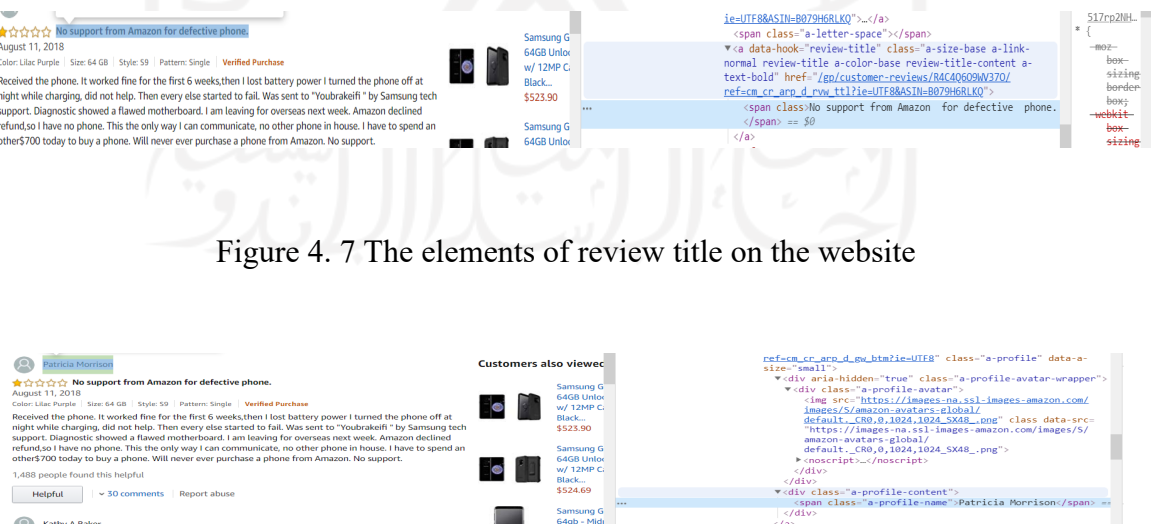 No support from Amazon for defective phone.
August 11, 2018
Color: Lilac Purple | Size: 64 GB | Style: S9 | Pattern: Single | Verified Purchase
Received the phone. It worked fine for the first 6 weeks,then I lost battery power I turned the phone off at
night while charging, did not help. Then every else started to fail. Was sent to "Youbrakeifi " by Samsung tech
support. Diagnostic showed a flawed motherboard. I am leaving for overseas next week. Amazon declined
refund,so I have no phone. This the only way I can communicate, no other phone in house. I have to spend an
other$700 today to buy a phone. Will never ever purchase a phone from Amazon. No support.
Samsung G
64GB Unloc
w/ 12MP C
Black...
$523.90
Samsung G
64GB Unloc
ie=UTF8&ASIN=B079H6RLKQ">…</a>
<span class="a-letter-space"></span>
▼<a data-hook="review-title" class="a-size-base a-link-
normal review-title a-color-base review-title-content a-
text-bold" href="/gp/customer-reviews/R4C4Q6O9WV37O/
ref=cm_cr_arp_d_rvw_ttl?ie=UTF8&ASIN=B079H6RLKQ">
... <span class>No support from Amazon for defective phone.
</span> == $0
</a>
517rp2NH…
* {
-moz-
box-
sizing
border
box;
-webkit-
box-
sizing
Figure 4. 7 The elements of review title on the website
Patricia Morrison
No support from Amazon for defective phone.
August 11, 2018
Color: Lilac Purple | Size: 64 GB | Style: S9 | Pattern: Single | Verified Purchase
Received the phone. It worked fine for the first 6 weeks,then I lost battery power I turned the phone off at
night while charging, did not help. Then every else started to fail. Was sent to "Youbrakeifi " by Samsung tech
support. Diagnostic showed a flawed motherboard. I am leaving for overseas next week. Amazon declined
refund,so I have no phone. This the only way I can communicate, no other phone in house. I have to spend an
other$700 today to buy a phone. Will never ever purchase a phone from Amazon. No support.
1,488 people found this helpful
Helpful | 30 comments | Report abuse
Kathy A Baker
Customers also viewed
Samsung G
64GB Unloc
w/ 12MP Ca
Black...
$523.90
Samsung G
64GB Unloc
w/ 12MP Ca
Black...
$524.69
Samsung G
64gb - Midn
ref=cm_cr_arp_d_gw_btm?ie=UTF8" class="a-profile" data-a-
size="small">
▼<div aria-hidden="true" class="a-profile-avatar-wrapper">
▼<div class="a-profile-avatar">
<img src="https://images-na.ssl-images-amazon.com/
images/S/amazon-avatars-global/
default._CR0,0,1024,1024_SX48_.png" class data-src=
"https://images-na.ssl-images-amazon.com/images/S/
amazon-avatars-global/
default._CR0,0,1024,1024_SX48_.png">
▶<noscript>…</noscript>
</div>
</div>
▼<div class="a-profile-content">
... <span class="a-profile-name">Patricia Morrison</span> ==
</div>
</a>